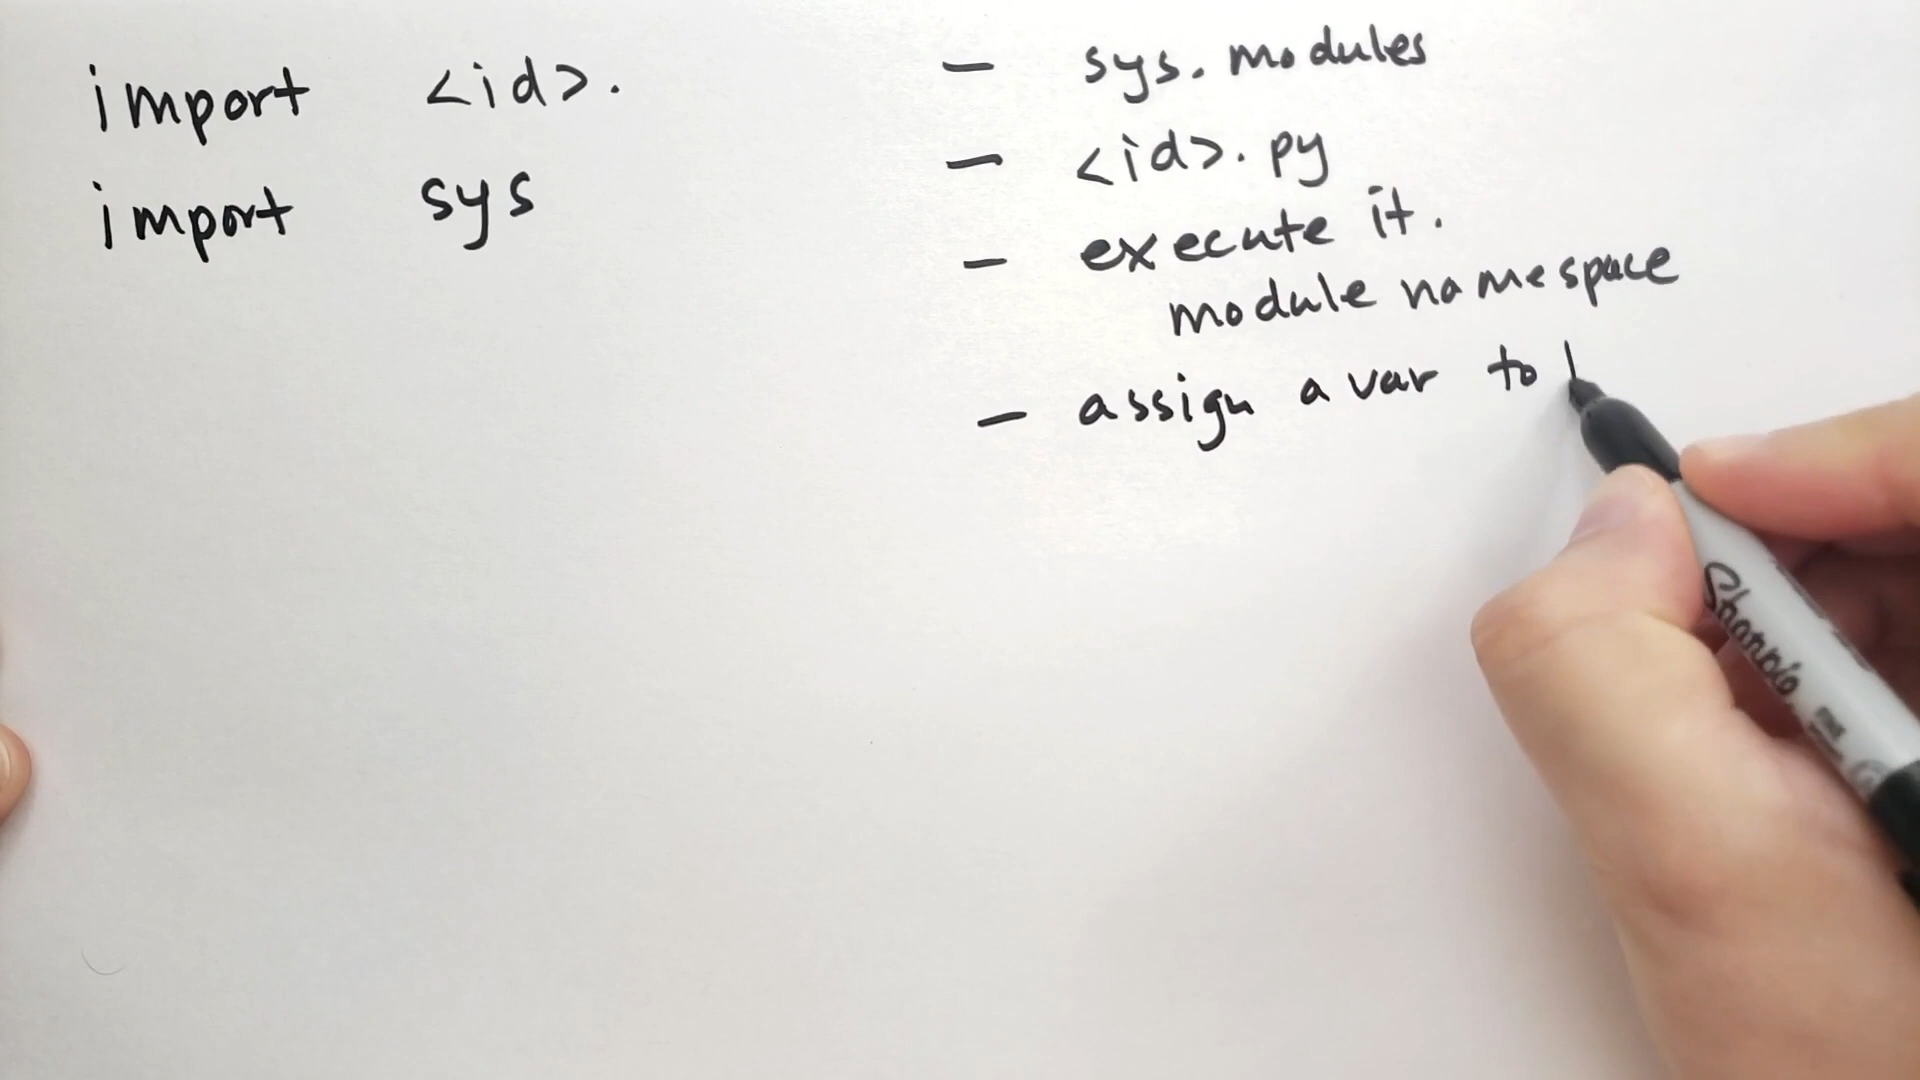 import <id>.
import sys
- sys.modules
- <id>.py
- execute it.
module namespace
- assign a var to
Sharpie